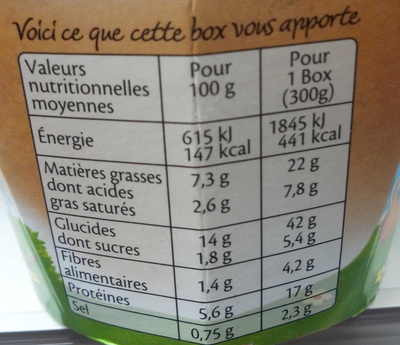 Voici ce que cette box vous apporte
Valeurs nutritionnelles moyennes Pour 100 g Pour 1 Box (300g)
Énergie 615 kJ 147 kcal 1845 kJ 441 kcal
Matières grasses 7,3 g 22 g
dont acides gras saturés 2,6 g 7,8 g
Glucides 14 g 42 g
dont sucres 1,8 g 5,4 g
Fibres alimentaires 1,4 g 4,2 g
Protéines 5,6 g 17 g
Sel 0,75 g 2,3 g